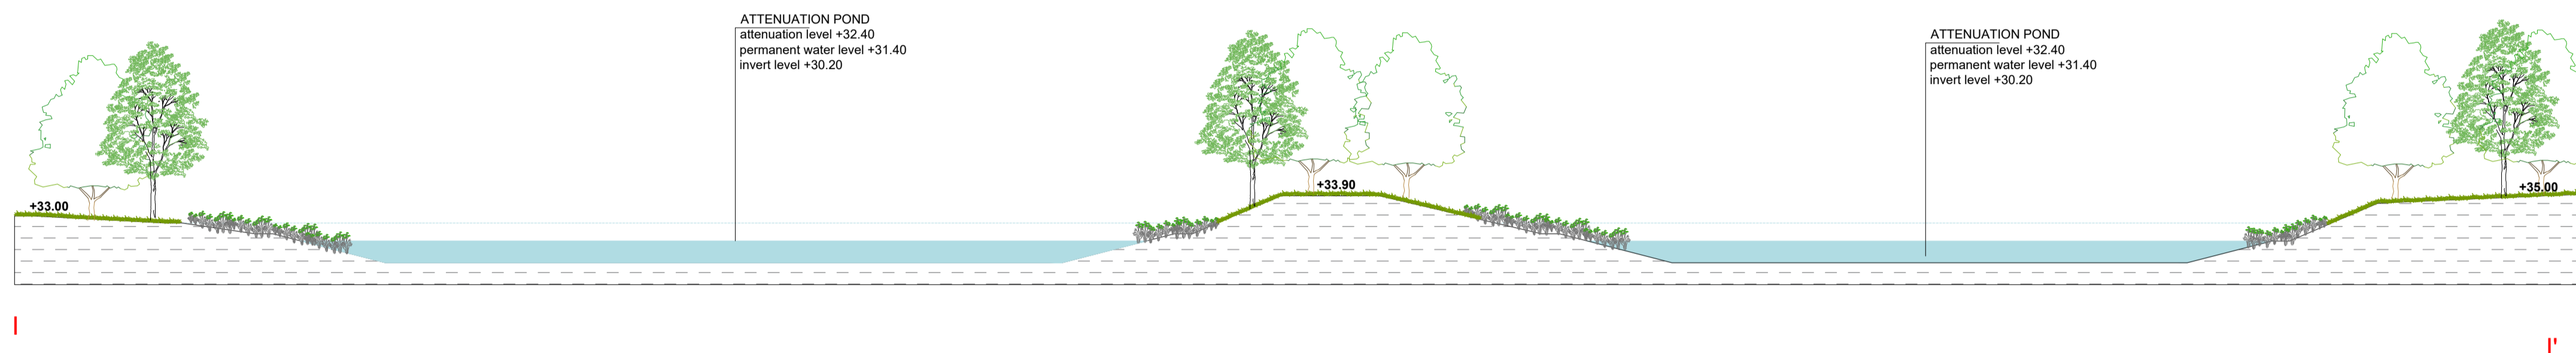 ATTENUATION POND
attenuation level +32.40
permanent water level +31.40
invert level +30.20
ATTENUATION POND
attenuation level +32.40
permanent water level +31.40
invert level +30.20
+33.00
+33.90
+35.00
I
I'